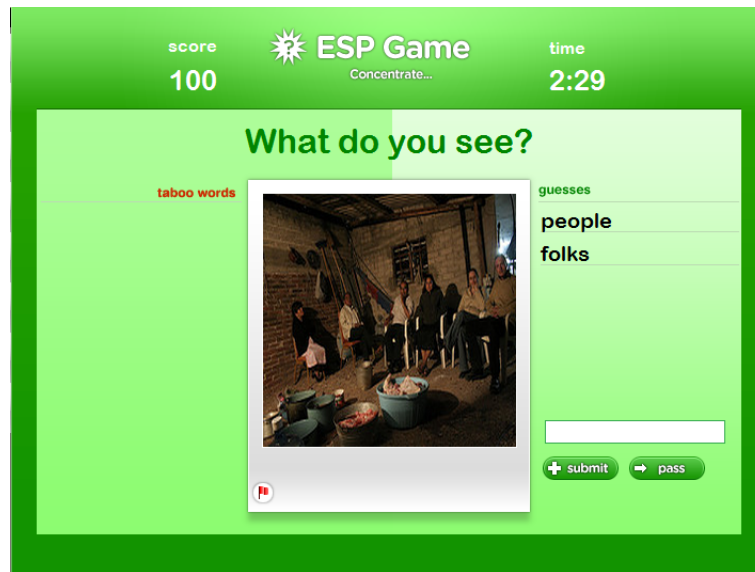 score
100
ESP Game
Concentrate...
time
2:29
What do you see?
taboo words
guesses
people
folks
submit
pass